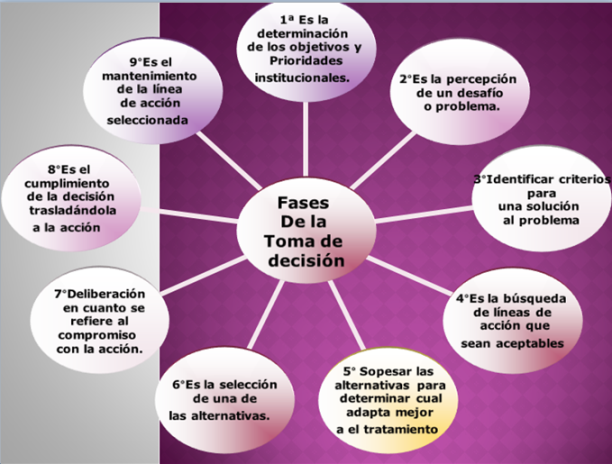 Fases
De la
Toma de
decisión
1ª Es la
determinación
de los objetivos y
Prioridades
institucionales.
2°Es la percepción
de un desafío
o problema.
3°Identificar criterios
para
una solución
al problema
4°Es la búsqueda
de líneas de
acción que
sean aceptables
5° Sopesar las
alternativas para
determinar cual
adapta mejor
a el tratamiento
6°Es la selección
de una de
las alternativas.
7°Deliberación
en cuanto se
refiere al
compromiso
con la acción.
8°Es el
cumplimiento
de la decisión
trasladándola
a la acción
9°Es el
mantenimiento
de la línea
de acción
seleccionada